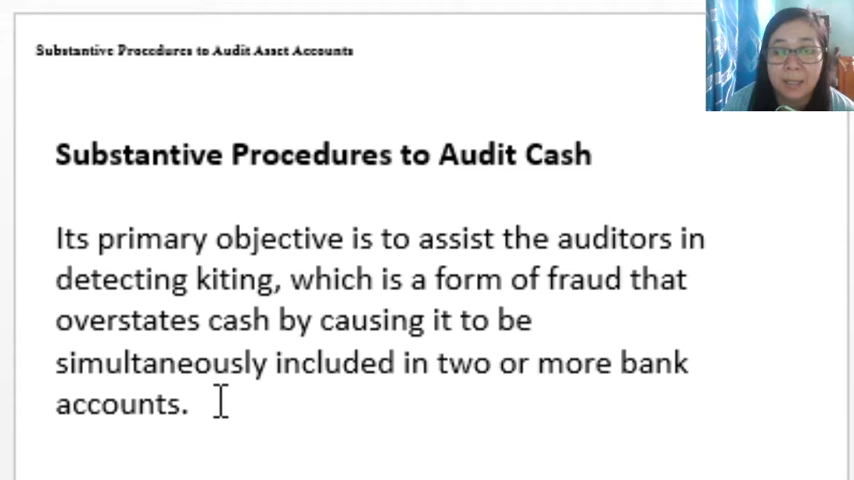 Substantive Procedures to Audit Asset Accounts
Substantive Procedures to Audit Cash
Its primary objective is to assist the auditors in
detecting kiting, which is a form of fraud that
overstates cash by causing it to be
simultaneously included in two or more bank
accounts.